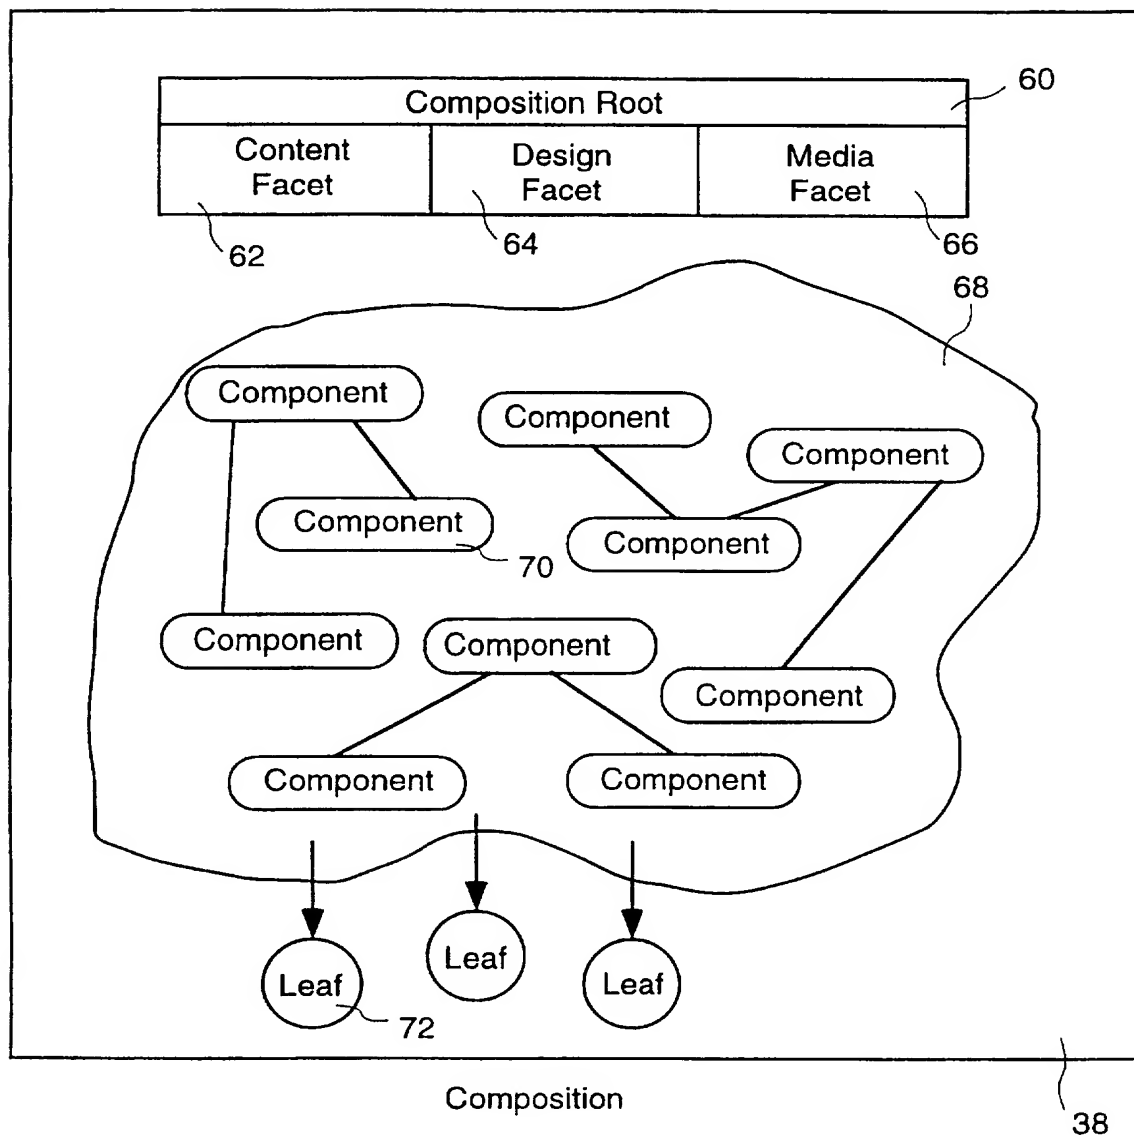 Composition Root
60
Content
Facet
Design
Facet
Media
Facet
62
64
66
68
Component
Component
Component
Component
70
Component
Component
Component
Component
Component
Component
Leaf
Leaf
Leaf
72
Composition
38